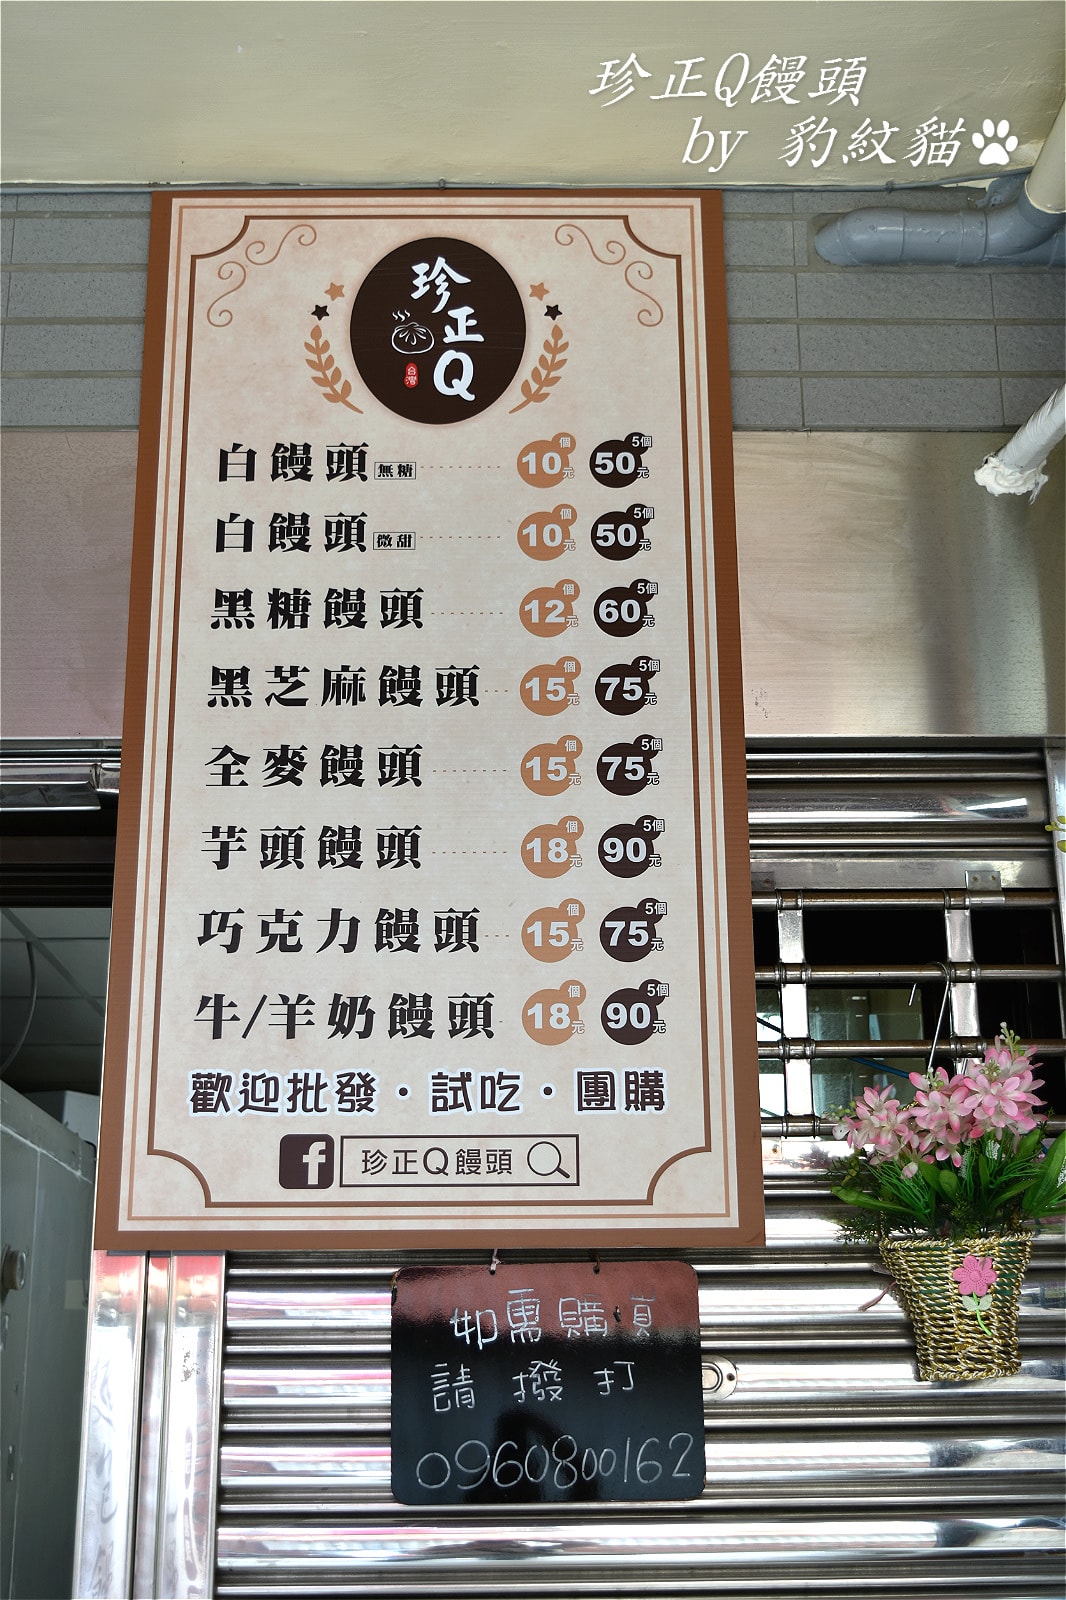 珍正Q饅頭
by 豹紋貓
珍正Q
台灣
白饅頭 無糖 10元 個 50元 5個
白饅頭 微甜 10元 個 50元 5個
黑糖饅頭 12元 個 60元 5個
黑芝麻饅頭 15元 個 75元 5個
全麥饅頭 15元 個 75元 5個
芋頭饅頭 18元 個 90元 5個
巧克力饅頭 15元 個 75元 5個
牛/羊奶饅頭 18元 個 90元 5個
歡迎批發・試吃・團購
f 珍正Q饅頭
如需購買
請撥打
0960800162